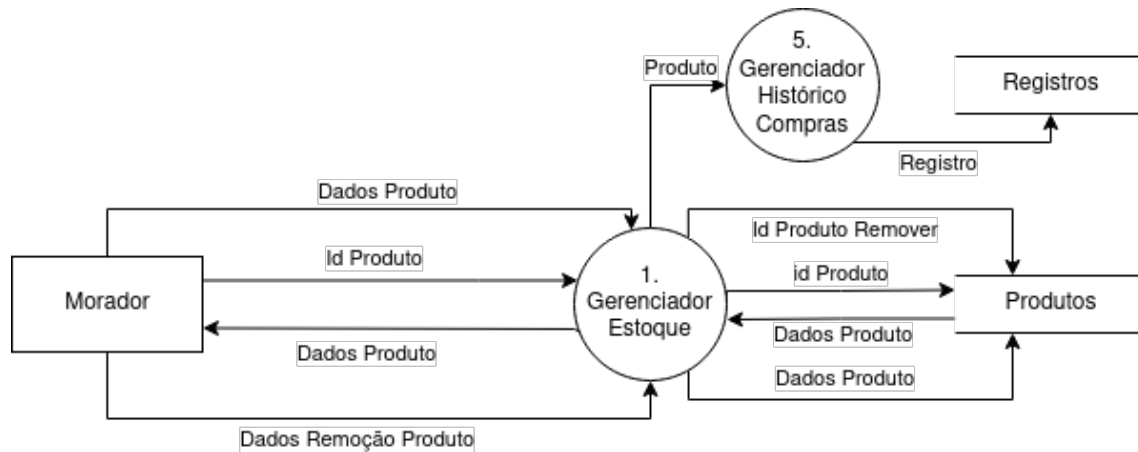 5.
Gerenciador
Histórico
Compras
Produto
Registros
Registro
Dados Produto
Id Produto Remover
Id Produto
id Produto
1.
Gerenciador
Estoque
Morador
Produtos
Dados Produto
Dados Produto
Dados Produto
Dados Remoção Produto